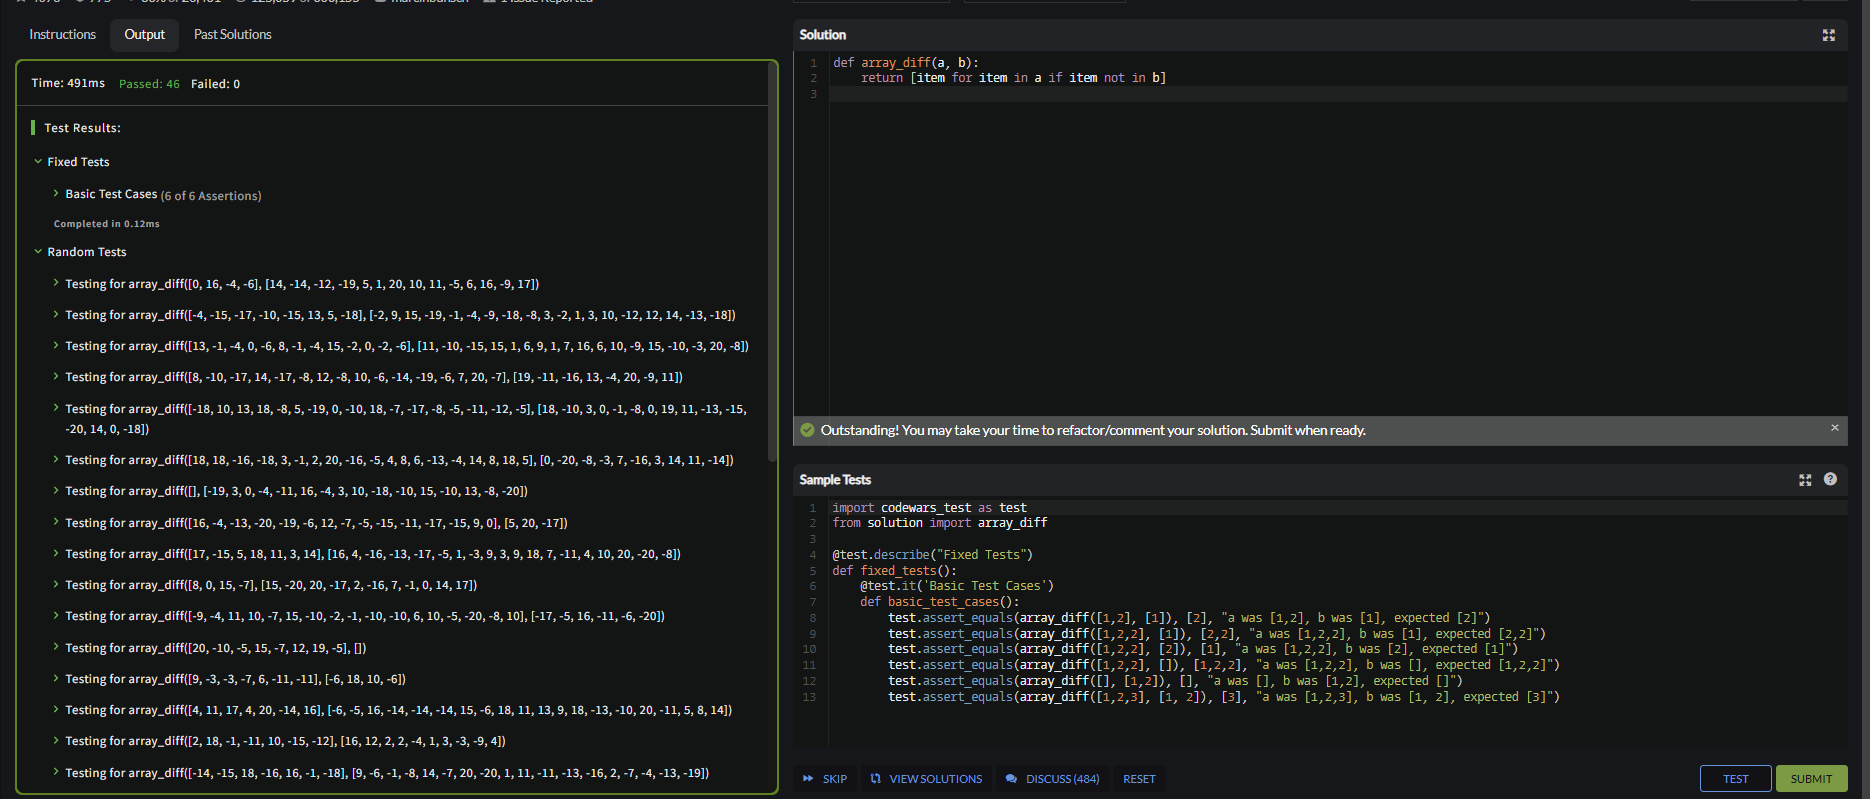 Instructions Output Past Solutions
Time: 491ms Passed: 46 Failed: 0
Test Results:
Fixed Tests
Basic Test Cases (6 of 6 Assertions)
Completed in 0.12ms
Random Tests
Testing for array_diff([0, 16, -4, -6], [14, -14, -12, -19, 5, 1, 20, 10, 11, -5, 6, 16, -9, 17])
Testing for array_diff([-4, -15, -17, -10, -15, 13, 5, -18], [-2, 9, 15, -19, -1, -4, -9, -18, -8, 3, -2, 1, 3, 10, -12, 12, 14, -13, -18])
Testing for array_diff([13, -1, -4, 0, -6, 8, -1, -4, 15, -2, 0, -2, -6], [11, -10, -15, 15, 1, 6, 9, 1, 7, 16, 6, 10, -9, 15, -10, -3, 20, -8])
Testing for array_diff([8, -10, -17, 14, -17, -8, 12, -8, 10, -6, -14, -19, -6, 7, 20, -7], [19, -11, -16, 13, -4, 20, -9, 11])
Testing for array_diff([-18, 10, 13, 18, -8, 5, -19, 0, -10, 18, -7, -17, -8, -5, -11, -12, -5], [18, -10, 3, 0, -1, -8, 0, 19, 11, -13, -15,
-20, 14, 0, -18])
Testing for array_diff([18, 18, -16, -18, 3, -1, 2, 20, -16, -5, 4, 8, 6, -13, -4, 14, 8, 18, 5], [0, -20, -8, -3, 7, -16, 3, 14, 11, -14])
Testing for array_diff([], [-19, 3, 0, -4, -11, 16, -4, 3, 10, -18, -10, 15, -10, 13, -8, -20])
Testing for array_diff([16, -4, -13, -20, -19, -6, 12, -7, -5, -15, -11, -17, -15, 9, 0], [5, 20, -17])
Testing for array_diff([17, -15, 5, 18, 11, 3, 14], [16, 4, -16, -13, -17, -5, 1, -3, 9, 3, 9, 18, 7, -11, 4, 10, 20, -20, -8])
Testing for array_diff([8, 0, 15, -7], [15, -20, 20, -17, 2, -16, 7, -1, 0, 14, 17])
Testing for array_diff([-9, -4, 11, 10, -7, 15, -10, -2, -1, -10, -10, 6, 10, -5, -20, -8, 10], [-17, -5, 16, -11, -6, -20])
Testing for array_diff([20, -10, -5, 15, -7, 12, 19, -5], [])
Testing for array_diff([9, -3, -3, -7, 6, -11, -11], [-6, 18, 10, -6])
Testing for array_diff([4, 11, 17, 4, 20, -14, 16], [-6, -5, 16, -14, -14, -14, 15, -6, 18, 11, 13, 9, 18, -13, -10, 20, -11, 5, 8, 14])
Testing for array_diff([2, 18, -1, -11, 10, -15, -12], [16, 12, 2, 2, -4, 1, 3, -3, -9, 4])
Testing for array_diff([-14, -15, 18, -16, 16, -1, -18], [9, -6, -1, -8, 14, -7, 20, -20, 1, 11, -11, -13, -16, 2, -7, -4, -13, -19])
Solution
1 def array_diff(a, b):
2 return [item for item in a if item not in b]
3
Outstanding! You may take your time to refactor/comment your solution. Submit when ready.
Sample Tests
1 import codewars_test as test
2 from solution import array_diff
3
4 @test.describe("Fixed Tests")
5 def fixed_tests():
6 @test.it('Basic Test Cases')
7 def basic_test_cases():
8 test.assert_equals(array_diff([1,2], [1]), [2], "a was [1,2], b was [1], expected [2]")
9 test.assert_equals(array_diff([1,2,2], [1]), [2,2], "a was [1,2,2], b was [1], expected [2,2]")
10 test.assert_equals(array_diff([1,2,2], [2]), [1], "a was [1,2,2], b was [2], expected [1]")
11 test.assert_equals(array_diff([1,2,2], []), [1,2,2], "a was [1,2,2], b was [], expected [1,2,2]")
12 test.assert_equals(array_diff([], [1,2]), [], "a was [], b was [1,2], expected []")
13 test.assert_equals(array_diff([1,2,3], [1, 2]), [3], "a was [1,2,3], b was [1, 2], expected [3]")
SKIP VIEW SOLUTIONS DISCUSS (484) RESET TEST SUBMIT